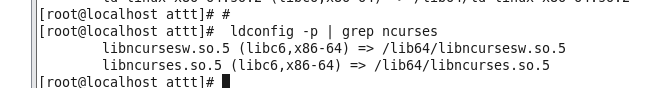 [root@localhost attt]# #
[root@localhost attt]#  ldconfig -p | grep ncurses
        libncursesw.so.5 (libc6,x86-64) => /lib64/libncursesw.so.5
        libncurses.so.5 (libc6,x86-64) => /lib64/libncurses.so.5
[root@localhost attt]#